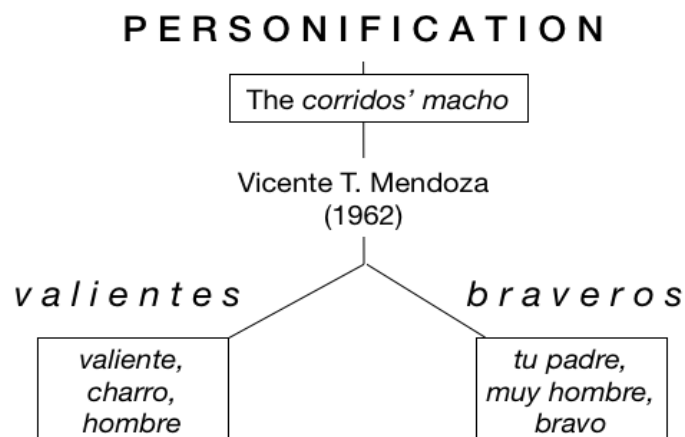 PERSONIFICATION
The corridos’ macho
Vicente T. Mendoza
(1962)
valientes
braveros
valiente,
charro,
hombre
tu padre,
muy hombre,
bravo